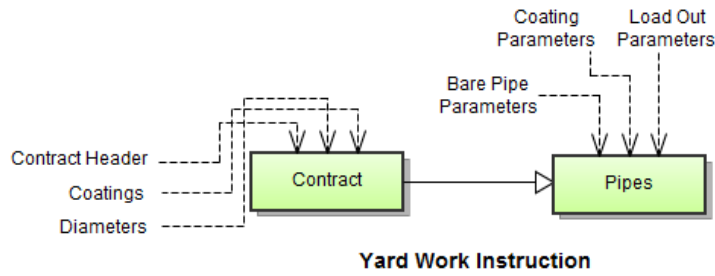 Coating
Parameters
Load Out
Parameters
Bare Pipe
Parameters
Contract Header
Coatings
Diameters
Contract
Pipes
Yard Work Instruction